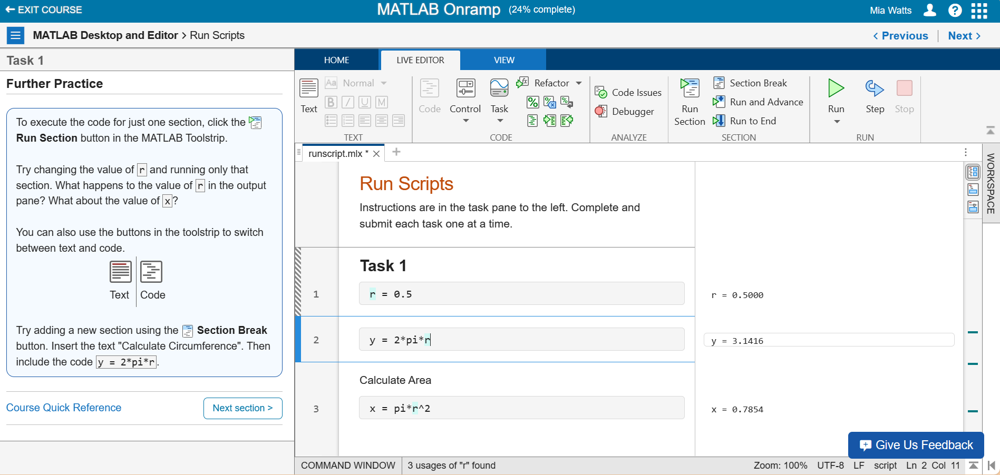 EXIT COURSE
MATLAB Onramp (24% complete)
Mia Watts
MATLAB Desktop and Editor > Run Scripts
< Previous | Next >
Task 1
Further Practice
To execute the code for just one section, click the
Run Section button in the MATLAB Toolstrip.
Try changing the value of r and running only that
section. What happens to the value of r in the output
pane? What about the value of x?
You can also use the buttons in the toolstrip to switch
between text and code.
Text Code
Try adding a new section using the Section Break
button. Insert the text "Calculate Circumference". Then
include the code y = 2*pi*r.
Course Quick Reference
Next section >
HOME LIVE EDITOR VIEW
Text
Aa Normal
B I U M
TEXT
Code Control Task
Refactor
CODE
Code Issues
Debugger
ANALYZE
Run
Section
Section Break
Run and Advance
Run to End
SECTION
Run Step Stop
RUN
runscript.mlx *
WORKSPACE
Run Scripts
Instructions are in the task pane to the left. Complete and
submit each task one at a time.
Task 1
1 r = 0.5
r = 0.5000
2 y = 2*pi*r
y = 3.1416
Calculate Area
3 x = pi*r^2
x = 0.7854
Give Us Feedback
COMMAND WINDOW 3 usages of "r" found
Zoom: 100% UTF-8 LF script Ln 2 Col 11